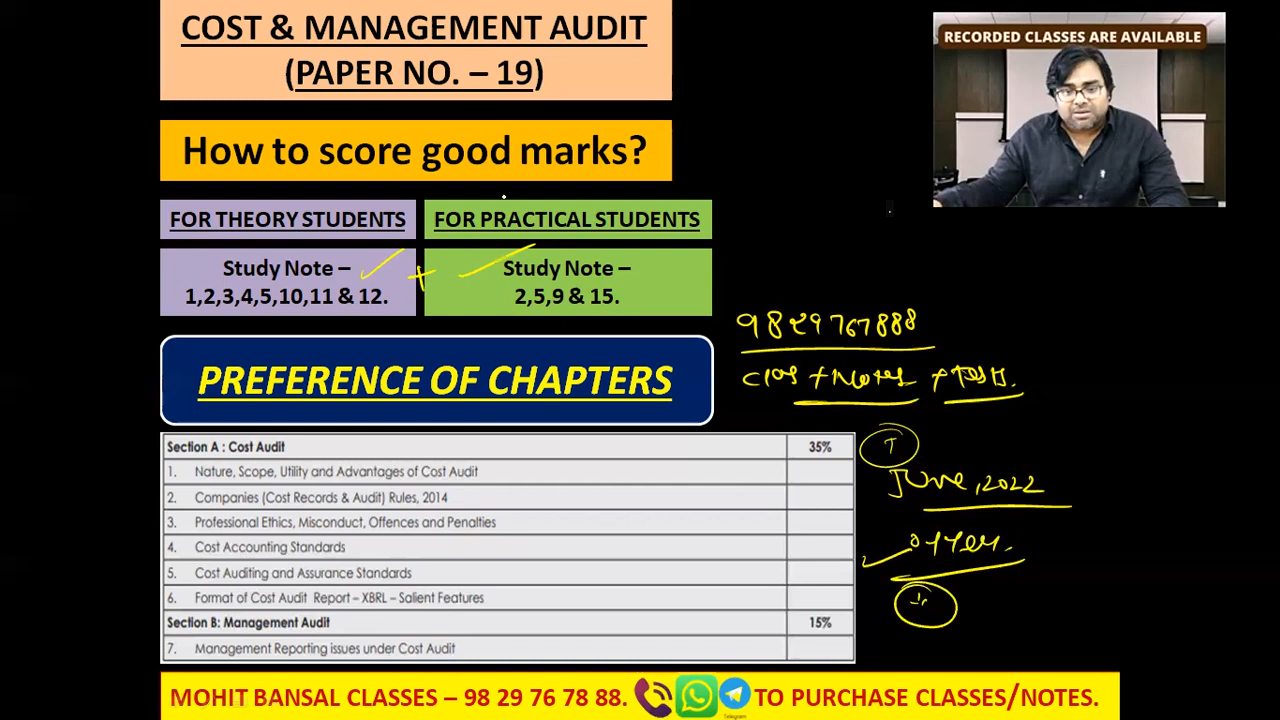 COST & MANAGEMENT AUDIT
(PAPER NO. – 19)
RECORDED CLASSES ARE AVAILABLE
How to score good marks?
FOR THEORY STUDENTS
FOR PRACTICAL STUDENTS
Study Note –
1,2,3,4,5,10,11 & 12.
+
Study Note –
2,5,9 & 15.
9829767888
PREFERENCE OF CHAPTERS
+ Notes +
Section A : Cost Audit 35%
1. Nature, Scope, Utility and Advantages of Cost Audit
2. Companies (Cost Records & Audit) Rules, 2014
June, 2022
3. Professional Ethics, Misconduct, Offences and Penalties
4. Cost Accounting Standards
5. Cost Auditing and Assurance Standards
6. Format of Cost Audit Report – XBRL – Salient Features
Section B: Management Audit 15%
7. Management Reporting issues under Cost Audit
MOHIT BANSAL CLASSES – 98 29 76 78 88. TO PURCHASE CLASSES/NOTES.
Telegram